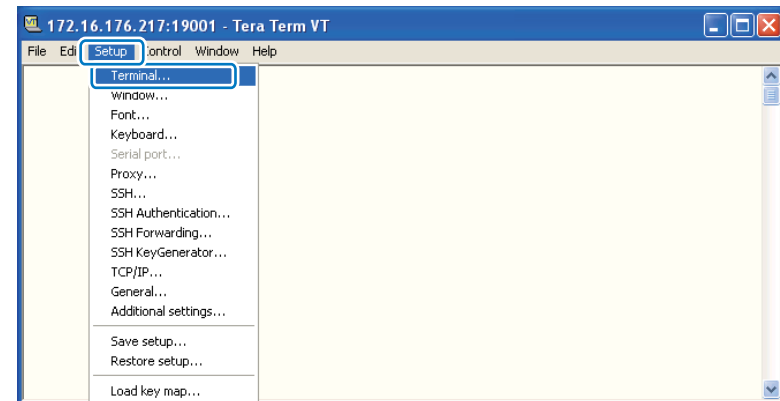 172.16.176.217:19001 - Tera Term VT
File Edi Setup Control Window Help
Terminal...
Window...
Font...
Keyboard...
Serial port...
Proxy...
SSH...
SSH Authentication...
SSH Forwarding...
SSH KeyGenerator...
TCP/IP...
General...
Additional settings...
Save setup...
Restore setup...
Load key map...